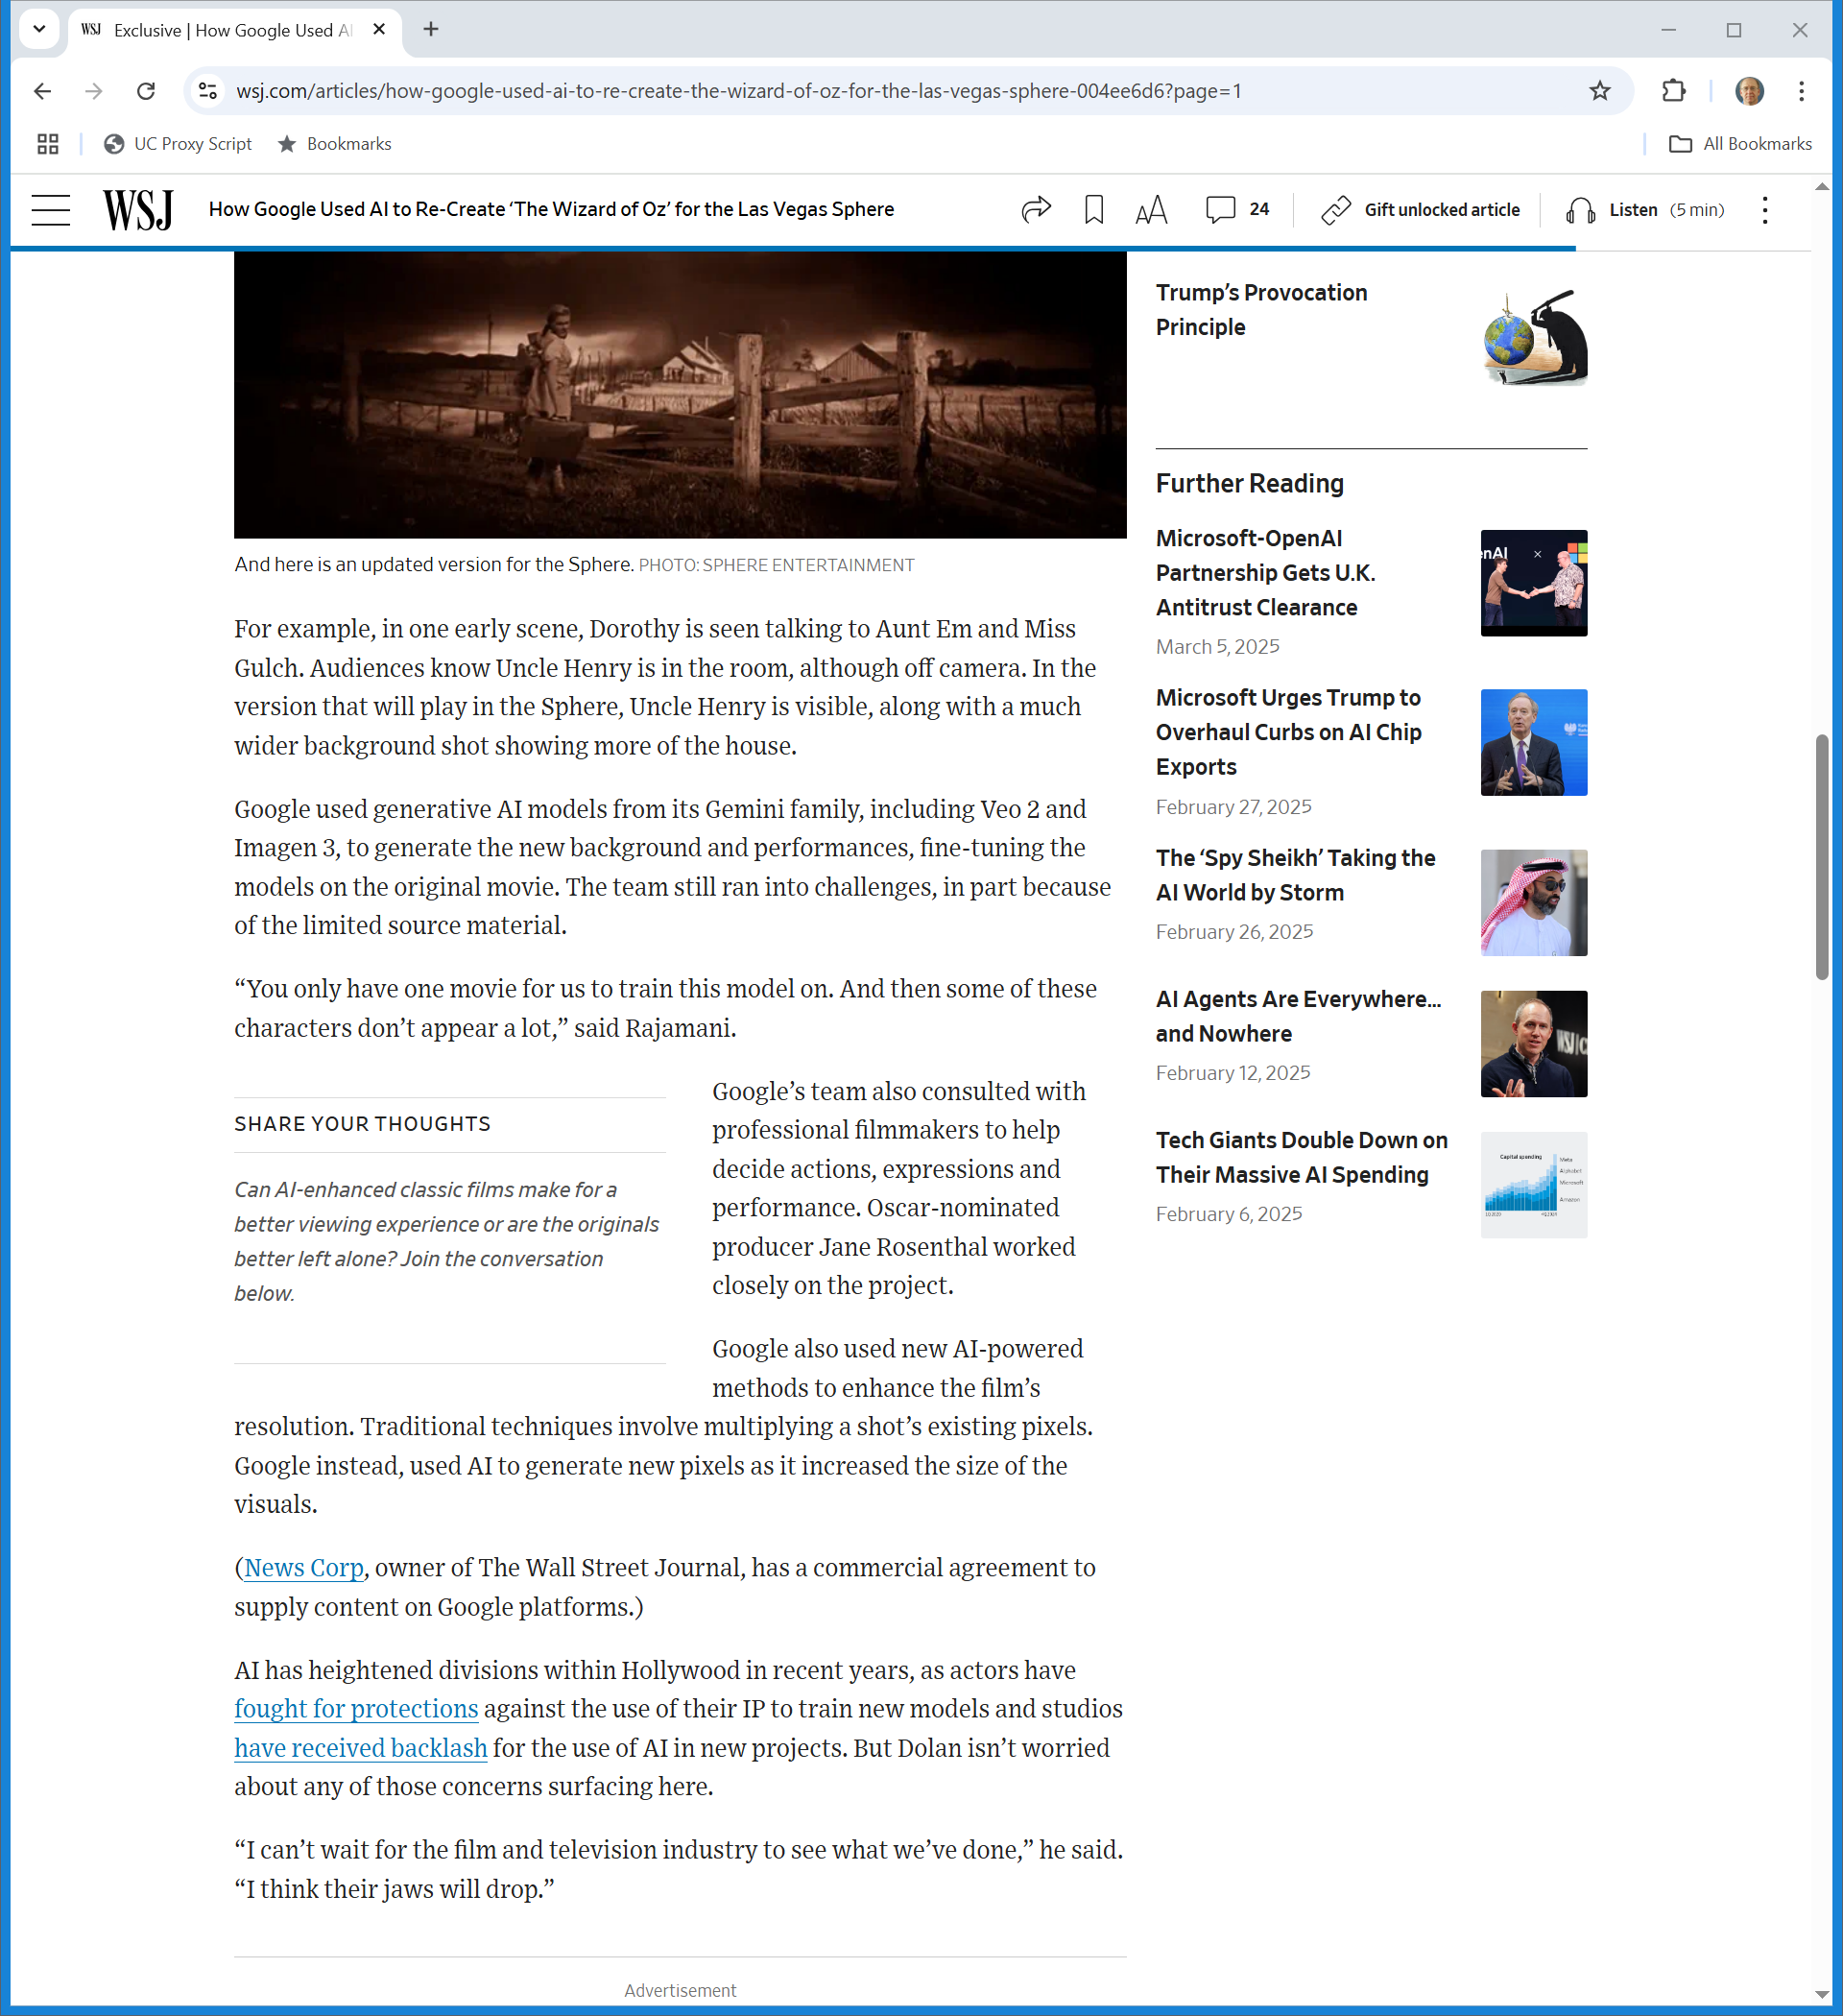 WSJ Exclusive | How Google Used AI
wsj.com/articles/how-google-used-ai-to-re-create-the-wizard-of-oz-for-the-las-vegas-sphere-004ee6d6?page=1
UC Proxy Script
Bookmarks
All Bookmarks
WSJ
How Google Used AI to Re-Create ‘The Wizard of Oz’ for the Las Vegas Sphere
24
Gift unlocked article
Listen (5 min)
And here is an updated version for the Sphere. PHOTO: SPHERE ENTERTAINMENT
For example, in one early scene, Dorothy is seen talking to Aunt Em and Miss
Gulch. Audiences know Uncle Henry is in the room, although off camera. In the
version that will play in the Sphere, Uncle Henry is visible, along with a much
wider background shot showing more of the house.
Google used generative AI models from its Gemini family, including Veo 2 and
Imagen 3, to generate the new background and performances, fine-tuning the
models on the original movie. The team still ran into challenges, in part because
of the limited source material.
“You only have one movie for us to train this model on. And then some of these
characters don’t appear a lot,” said Rajamani.
SHARE YOUR THOUGHTS
Can AI-enhanced classic films make for a
better viewing experience or are the originals
better left alone? Join the conversation
below.
Google’s team also consulted with
professional filmmakers to help
decide actions, expressions and
performance. Oscar-nominated
producer Jane Rosenthal worked
closely on the project.
Google also used new AI-powered
methods to enhance the film’s
resolution. Traditional techniques involve multiplying a shot’s existing pixels.
Google instead, used AI to generate new pixels as it increased the size of the
visuals.
(News Corp, owner of The Wall Street Journal, has a commercial agreement to
supply content on Google platforms.)
AI has heightened divisions within Hollywood in recent years, as actors have
fought for protections against the use of their IP to train new models and studios
have received backlash for the use of AI in new projects. But Dolan isn’t worried
about any of those concerns surfacing here.
“I can’t wait for the film and television industry to see what we’ve done,” he said.
“I think their jaws will drop.”
Advertisement
Trump’s Provocation
Principle
Further Reading
Microsoft-OpenAI
Partnership Gets U.K.
Antitrust Clearance
March 5, 2025
nAI ×
Microsoft Urges Trump to
Overhaul Curbs on AI Chip
Exports
February 27, 2025
The ‘Spy Sheikh’ Taking the
AI World by Storm
February 26, 2025
AI Agents Are Everywhere…
and Nowhere
February 12, 2025
WSJ|C
Tech Giants Double Down on
Their Massive AI Spending
February 6, 2025
Capital spending
Meta
Alphabet
Microsoft
Amazon